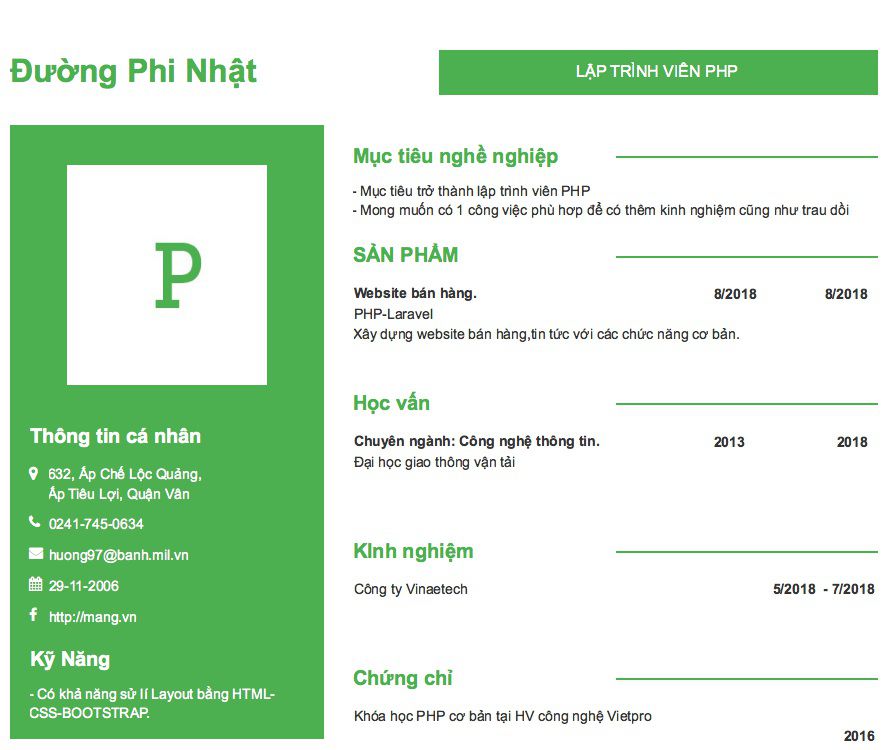 Đường Phi Nhật
LẬP TRÌNH VIÊN PHP
P
Thông tin cá nhân
632, Ấp Chế Lộc Quảng,
Ấp Tiêu Lợi, Quận Vân
0241-745-0634
huong97@banh.mil.vn
29-11-2006
http://mang.vn
Kỹ Năng
- Có khả năng sử lí Layout bằng HTML-
CSS-BOOTSTRAP.
Mục tiêu nghề nghiệp
- Mục tiêu trở thành lập trình viên PHP
- Mong muốn có 1 công việc phù hơp để có thêm kinh nghiệm cũng như trau dồi
SẢN PHẨM
Website bán hàng. 8/2018 8/2018
PHP-Laravel
Xây dựng website bán hàng,tin tức với các chức năng cơ bản.
Học vấn
Chuyên ngành: Công nghệ thông tin. 2013 2018
Đại học giao thông vận tải
KInh nghiệm
Công ty Vinaetech 5/2018 - 7/2018
Chứng chỉ
Khóa học PHP cơ bản tại HV công nghệ Vietpro
2016